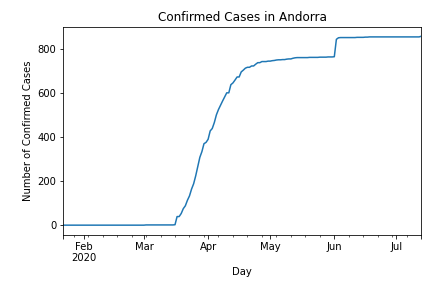 Confirmed Cases in Andorra
Number of Confirmed Cases
800
600
400
200
0
Feb Mar Apr May Jun Jul
2020
Day